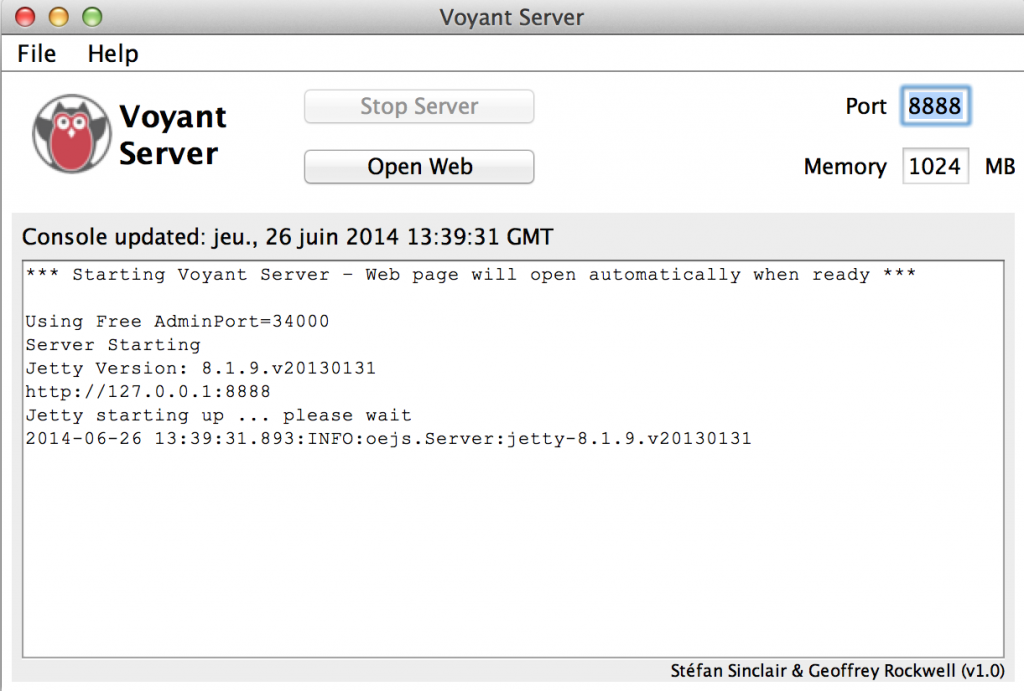 Voyant Server
File Help
Voyant
Server
Stop Server
Port 8888
Open Web
Memory 1024 MB
Console updated: jeu., 26 juin 2014 13:39:31 GMT
*** Starting Voyant Server - Web page will open automatically when ready ***
Using Free AdminPort=34000
Server Starting
Jetty Version: 8.1.9.v20130131
http://127.0.0.1:8888
Jetty starting up ... please wait
2014-06-26 13:39:31.893:INFO:oejs.Server:jetty-8.1.9.v20130131
Stéfan Sinclair & Geoffrey Rockwell (v1.0)